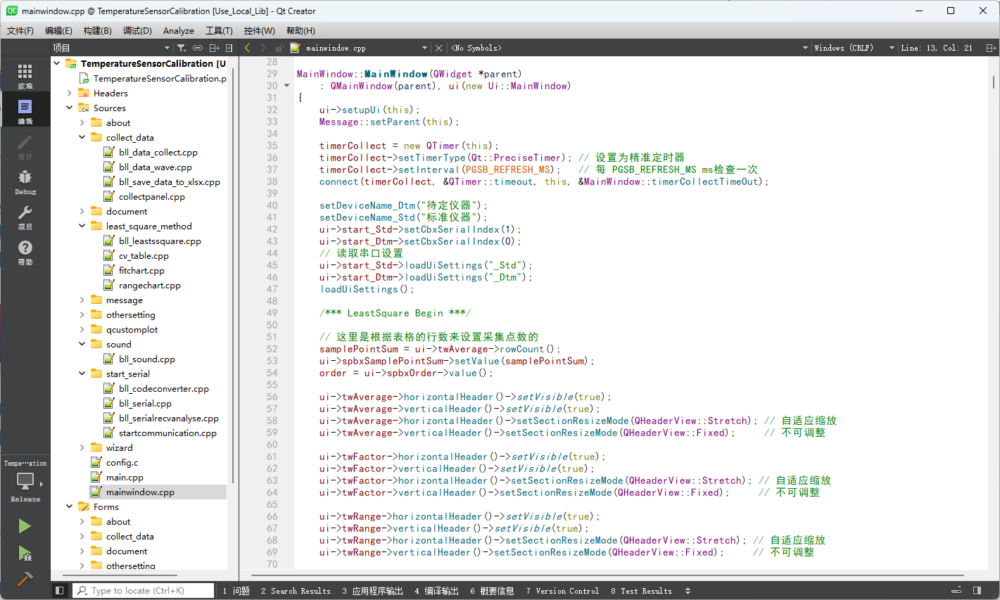 mainwindow.cpp @ TemperatureSensorCalibration [Use_Local_Lib] - Qt Creator
文件(F) 编辑(E) 构建(B) 调试(D) Analyze 工具(T) 控件(W) 帮助(H)
项目
mainwindow.cpp
<No Symbols>
Windows (CRLF)
Line: 13, Col: 21
欢迎
编辑
设计
Debug
项目
帮助
Tempe…ation
Release
TemperatureSensorCalibration [U
TemperatureSensorCalibration.p
Headers
Sources
about
collect_data
bll_data_collect.cpp
bll_data_wave.cpp
bll_save_data_to_xlsx.cpp
collectpanel.cpp
document
least_square_method
bll_leastssquare.cpp
cv_table.cpp
fitchart.cpp
rangechart.cpp
message
othersetting
qcustomplot
sound
bll_sound.cpp
start_serial
bll_codeconverter.cpp
bll_serial.cpp
bll_serialrecvanalyse.cpp
startcommunication.cpp
wizard
config.c
main.cpp
mainwindow.cpp
Forms
about
collect_data
document
othersetting
28
29 MainWindow::MainWindow(QWidget *parent)
30     : QMainWindow(parent), ui(new Ui::MainWindow)
31 {
32     ui->setupUi(this);
33     Message::setParent(this);
34
35     timerCollect = new QTimer(this);
36     timerCollect->setTimerType(Qt::PreciseTimer); // 设置为精准定时器
37     timerCollect->setInterval(PGSB_REFRESH_MS);   // 每 PGSB_REFRESH_MS ms检查一次
38     connect(timerCollect, &QTimer::timeout, this, &MainWindow::timerCollectTimeOut);
39
40     setDeviceName_Dtm("待定仪器");
41     setDeviceName_Std("标准仪器");
42     ui->start_Std->setCbxSerialIndex(1);
43     ui->start_Dtm->setCbxSerialIndex(0);
44     // 读取串口设置
45     ui->start_Std->loadUiSettings("_Std");
46     ui->start_Dtm->loadUiSettings("_Dtm");
47     loadUiSettings();
48
49     /*** LeastSquare Begin ***/
50
51     // 这里是根据表格的行数来设置采集点数的
52     samplePointSum = ui->twAverage->rowCount();
53     ui->spbxSamplePointSum->setValue(samplePointSum);
54     order = ui->spbxOrder->value();
55
56     ui->twAverage->horizontalHeader()->setVisible(true);
57     ui->twAverage->verticalHeader()->setVisible(true);
58     ui->twAverage->horizontalHeader()->setSectionResizeMode(QHeaderView::Stretch); // 自适应缩放
59     ui->twAverage->verticalHeader()->setSectionResizeMode(QHeaderView::Fixed);     // 不可调整
60
61     ui->twFactor->horizontalHeader()->setVisible(true);
62     ui->twFactor->verticalHeader()->setVisible(true);
63     ui->twFactor->horizontalHeader()->setSectionResizeMode(QHeaderView::Stretch); // 自适应缩放
64     ui->twFactor->verticalHeader()->setSectionResizeMode(QHeaderView::Fixed);     // 不可调整
65
66     ui->twRange->horizontalHeader()->setVisible(true);
67     ui->twRange->verticalHeader()->setVisible(true);
68     ui->twRange->horizontalHeader()->setSectionResizeMode(QHeaderView::Stretch); // 自适应缩放
69     ui->twRange->verticalHeader()->setSectionResizeMode(QHeaderView::Fixed);     // 不可调整
70
Type to locate (Ctrl+K)
1 问题 2 Search Results 3 应用程序输出 4 编译输出 6 概要信息 7 Version Control 8 Test Results